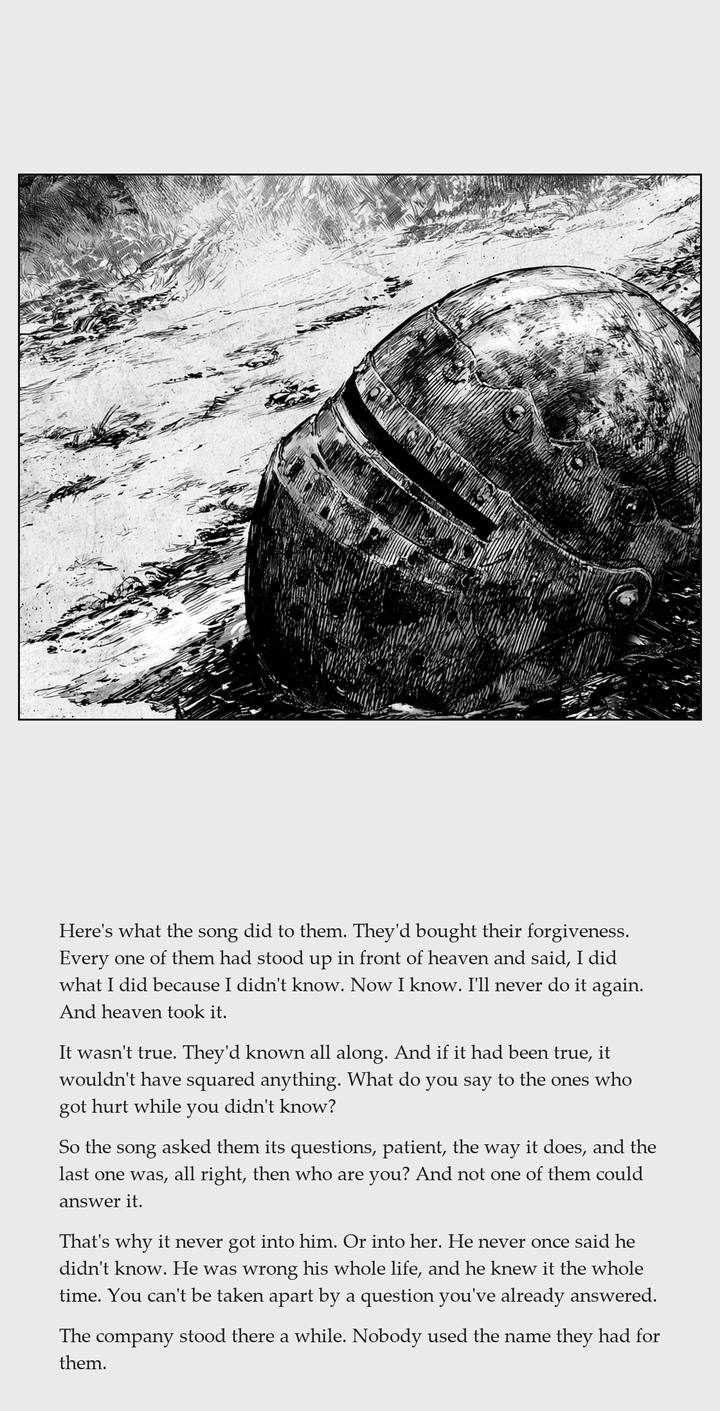 Here's what the song did to them. They'd bought their forgiveness.
Every one of them had stood up in front of heaven and said, I did
what I did because I didn't know. Now I know. I'll never do it again.
And heaven took it.
It wasn't true. They'd known all along. And if it had been true, it
wouldn't have squared anything. What do you say to the ones who
got hurt while you didn't know?
So the song asked them its questions, patient, the way it does, and the
last one was, all right, then who are you? And not one of them could
answer it.
That's why it never got into him. Or into her. He never once said he
didn't know. He was wrong his whole life, and he knew it the whole
time. You can't be taken apart by a question you've already answered.
The company stood there a while. Nobody used the name they had for
them.